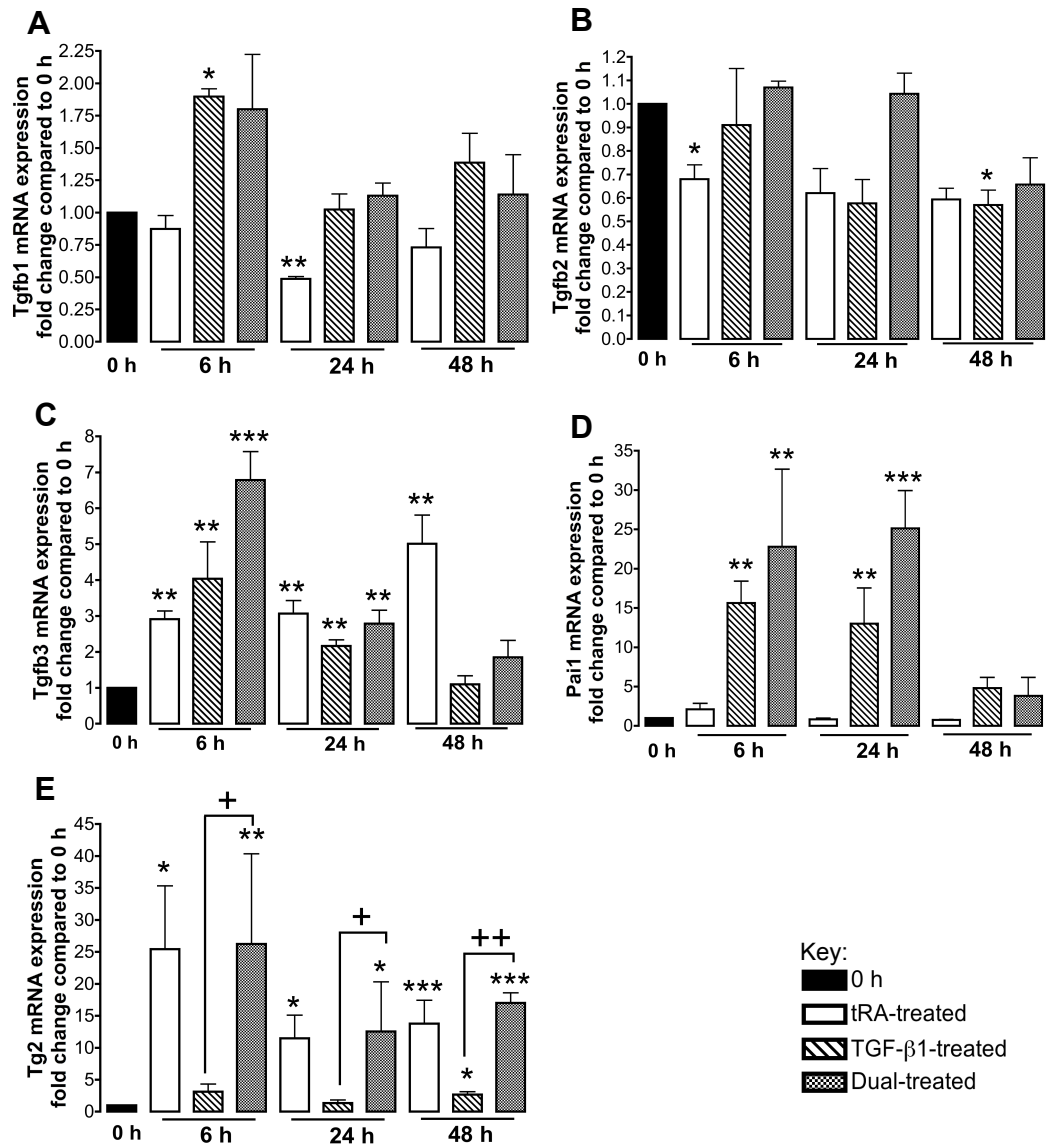 A
Tgfb1 mRNA expression
fold change compared to 0 h
2.25
2.00
1.75
1.50
1.25
1.00
0.75
0.50
0.25
0.00
*
**
0 h
6 h
24 h
48 h
B
Tgfb2 mRNA expression
fold change compared to 0 h
1.2
1.1
1.0
0.9
0.8
0.7
0.6
0.5
0.4
0.3
0.2
0.1
0.0
*
*
0 h
6 h
24 h
48 h
C
Tgfb3 mRNA expression
fold change compared to 0 h
8
7
6
5
4
3
2
1
0
**
**
***
**
**
**
**
0 h
6 h
24 h
48 h
D
Pai1 mRNA expression
fold change compared to 0 h
35
30
25
20
15
10
5
0
**
**
**
***
0 h
6 h
24 h
48 h
E
Tg2 mRNA expression
fold change compared to 0 h
45
40
35
30
25
20
15
10
5
0
*
+
**
*
+
*
***
*
++
***
0 h
6 h
24 h
48 h
Key:
0 h
tRA-treated
TGF-β1-treated
Dual-treated